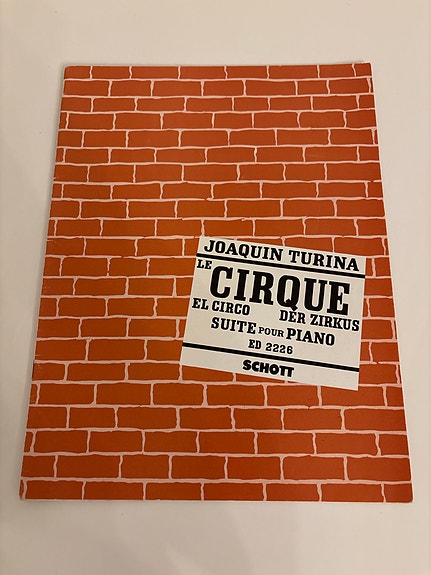 JOAQUIN TURINA
LE CIRQUE
EL CIRCO DER ZIRKUS
SUITE POUR PIANO
ED 2226
SCHOTT